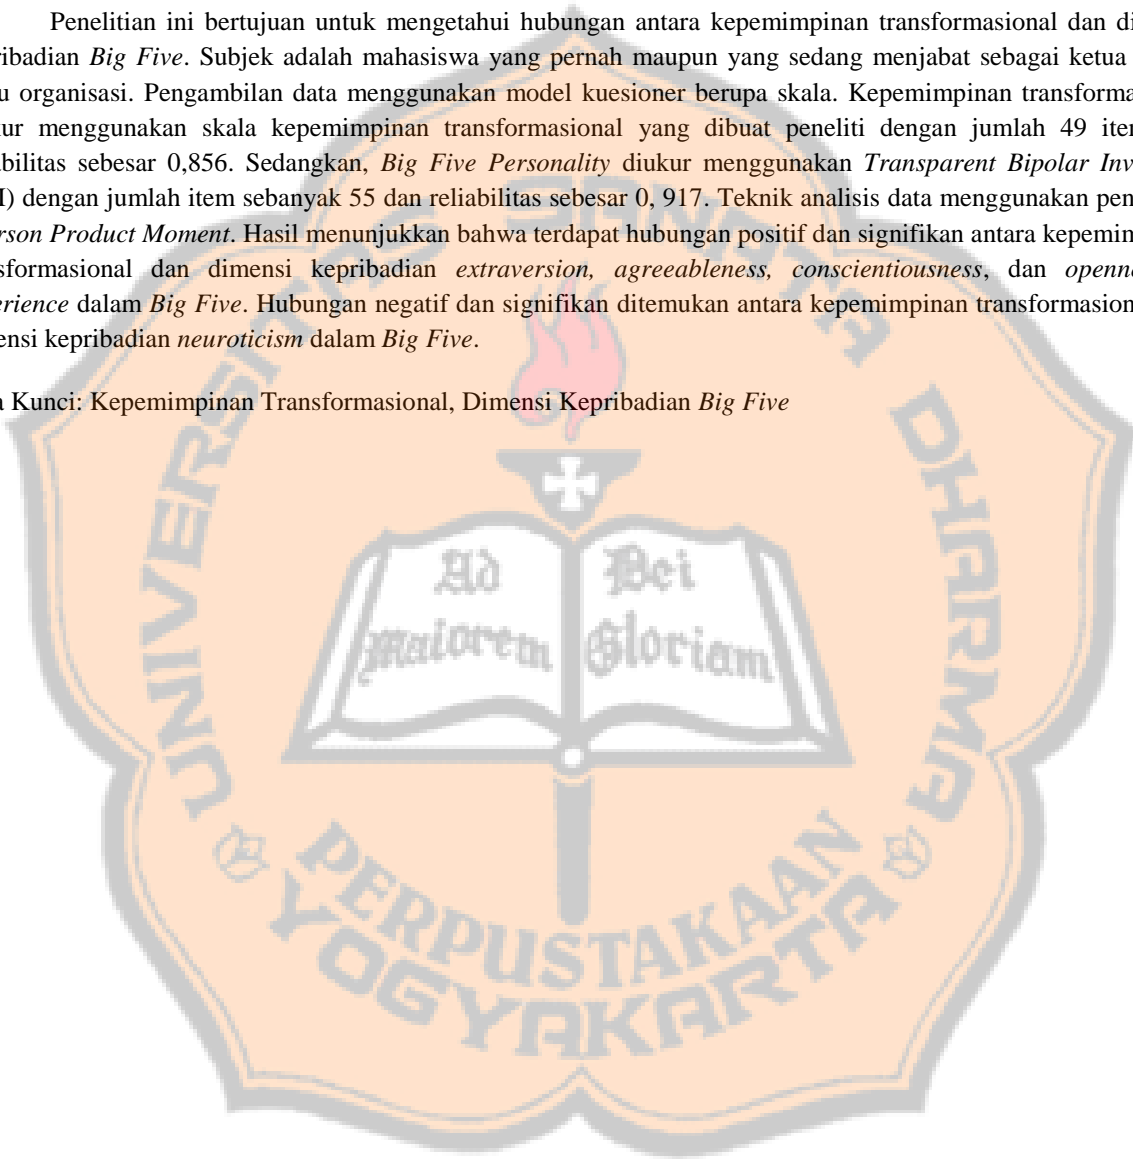 Penelitian ini bertujuan untuk mengetahui hubungan antara kepemimpinan transformasional dan di
ribadian Big Five. Subjek adalah mahasiswa yang pernah maupun yang sedang menjabat sebagai ketua
u organisasi. Pengambilan data menggunakan model kuesioner berupa skala. Kepemimpinan transforma
kur menggunakan skala kepemimpinan transformasional yang dibuat peneliti dengan jumlah 49 iter
abilitas sebesar 0,856. Sedangkan, Big Five Personality diukur menggunakan Transparent Bipolar Inv
I) dengan jumlah item sebanyak 55 dan reliabilitas sebesar 0, 917. Teknik analisis data menggunakan pen
rson Product Moment. Hasil menunjukkan bahwa terdapat hubungan positif dan signifikan antara kepemin
nsformasional dan dimensi kepribadian extraversion, agreeableness, conscientiousness, dan openne
erience dalam Big Five. Hubungan negatif dan signifikan ditemukan antara kepemimpinan transformasion
ensi kepribadian neuroticism dalam Big Five.
a Kunci: Kepemimpinan Transformasional, Dimensi Kepribadian Big Five
UNIVERSITAS SANATA DHARMA
Ad Dei
maiorem Gloriam
PERPUSTAKAAN
YOGYAKARTA